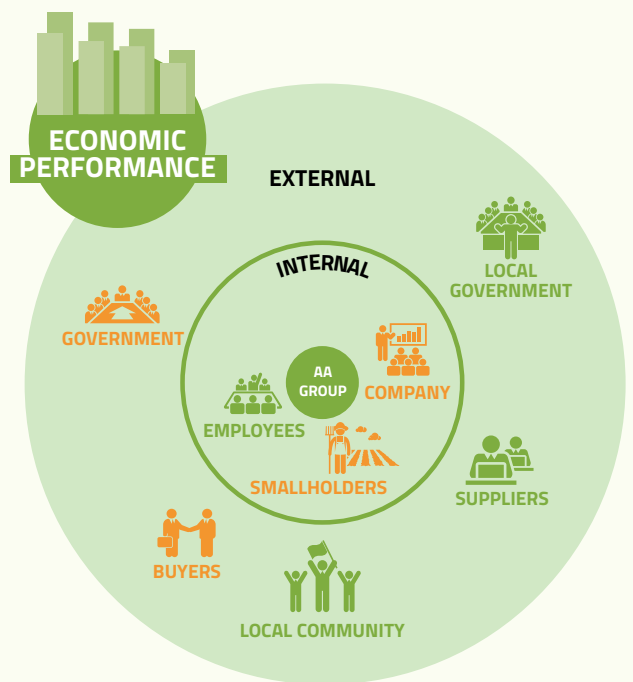 ECONOMIC
PERFORMANCE
EXTERNAL
INTERNAL
LOCAL
GOVERNMENT
GOVERNMENT
AA
GROUP
COMPANY
EMPLOYEES
SMALLHOLDERS
SUPPLIERS
BUYERS
LOCAL COMMUNITY